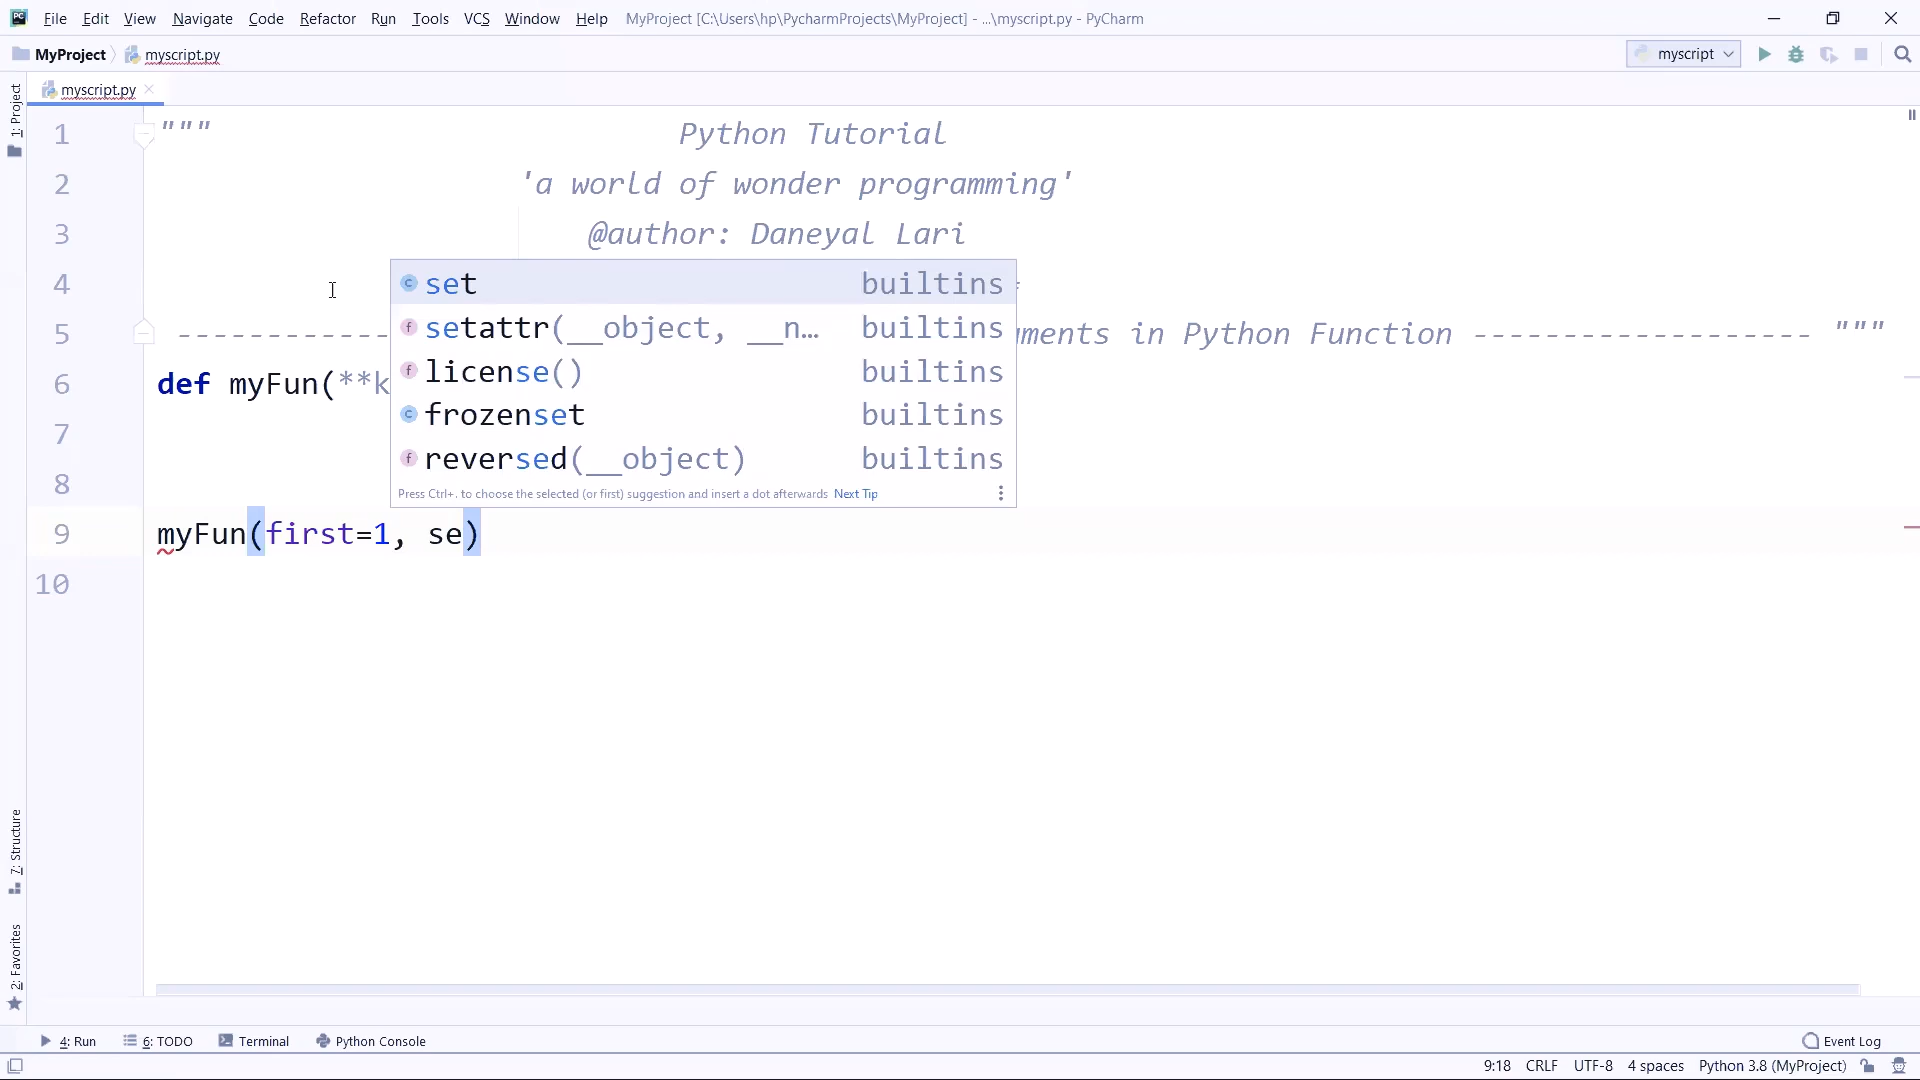 File Edit View Navigate Code Refactor Run Tools VCS Window Help MyProject [C:\Users\hp\PycharmProjects\MyProject] - ...\myscript.py - PyCharm
MyProject myscript.py myscript
myscript.py
1: Project
1 """ Python Tutorial
2 'a world of wonder programming'
3 @author: Daneyal Lari
4
5 ------------ ments in Python Function ------------------- """
6 def myFun(**k
7
8
9 myFun(first=1, se)
10
set builtins
setattr(__object, __n... builtins
license() builtins
frozenset builtins
reversed(__object) builtins
Press Ctrl+. to choose the selected (or first) suggestion and insert a dot afterwards Next Tip
7: Structure
2: Favorites
4: Run 6: TODO Terminal Python Console Event Log
9:18 CRLF UTF-8 4 spaces Python 3.8 (MyProject)